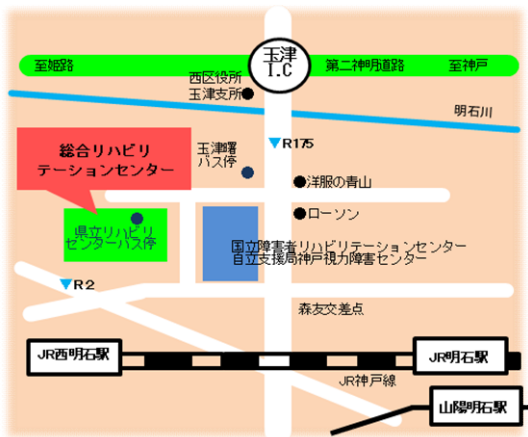 玉津
I.C
至姫路
第二神明道路
至神戸
西区役所
玉津支所
明石川
R175
玉津曙
バス停
総合リハビリ
テーションセンター
洋服の青山
ローソン
県立リハビリ
センターバス停
国立障害者リハビリテーションセンター
自立支援局神戸視力障害センター
R2
森友交差点
JR西明石駅
JR明石駅
JR神戸線
山陽明石駅